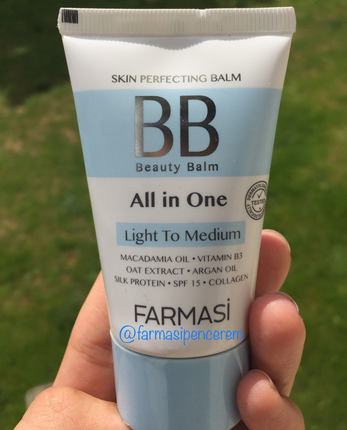 SKIN PERFECTING BALM
BB
Beauty Balm
All in One
TESTED
Light To Medium
MACADAMIA OIL • VITAMIN B3
OAT EXTRACT • ARGAN OIL
SILK PROTEIN • SPF 15 • COLLAGEN
FARMASi
@farmasipenceren